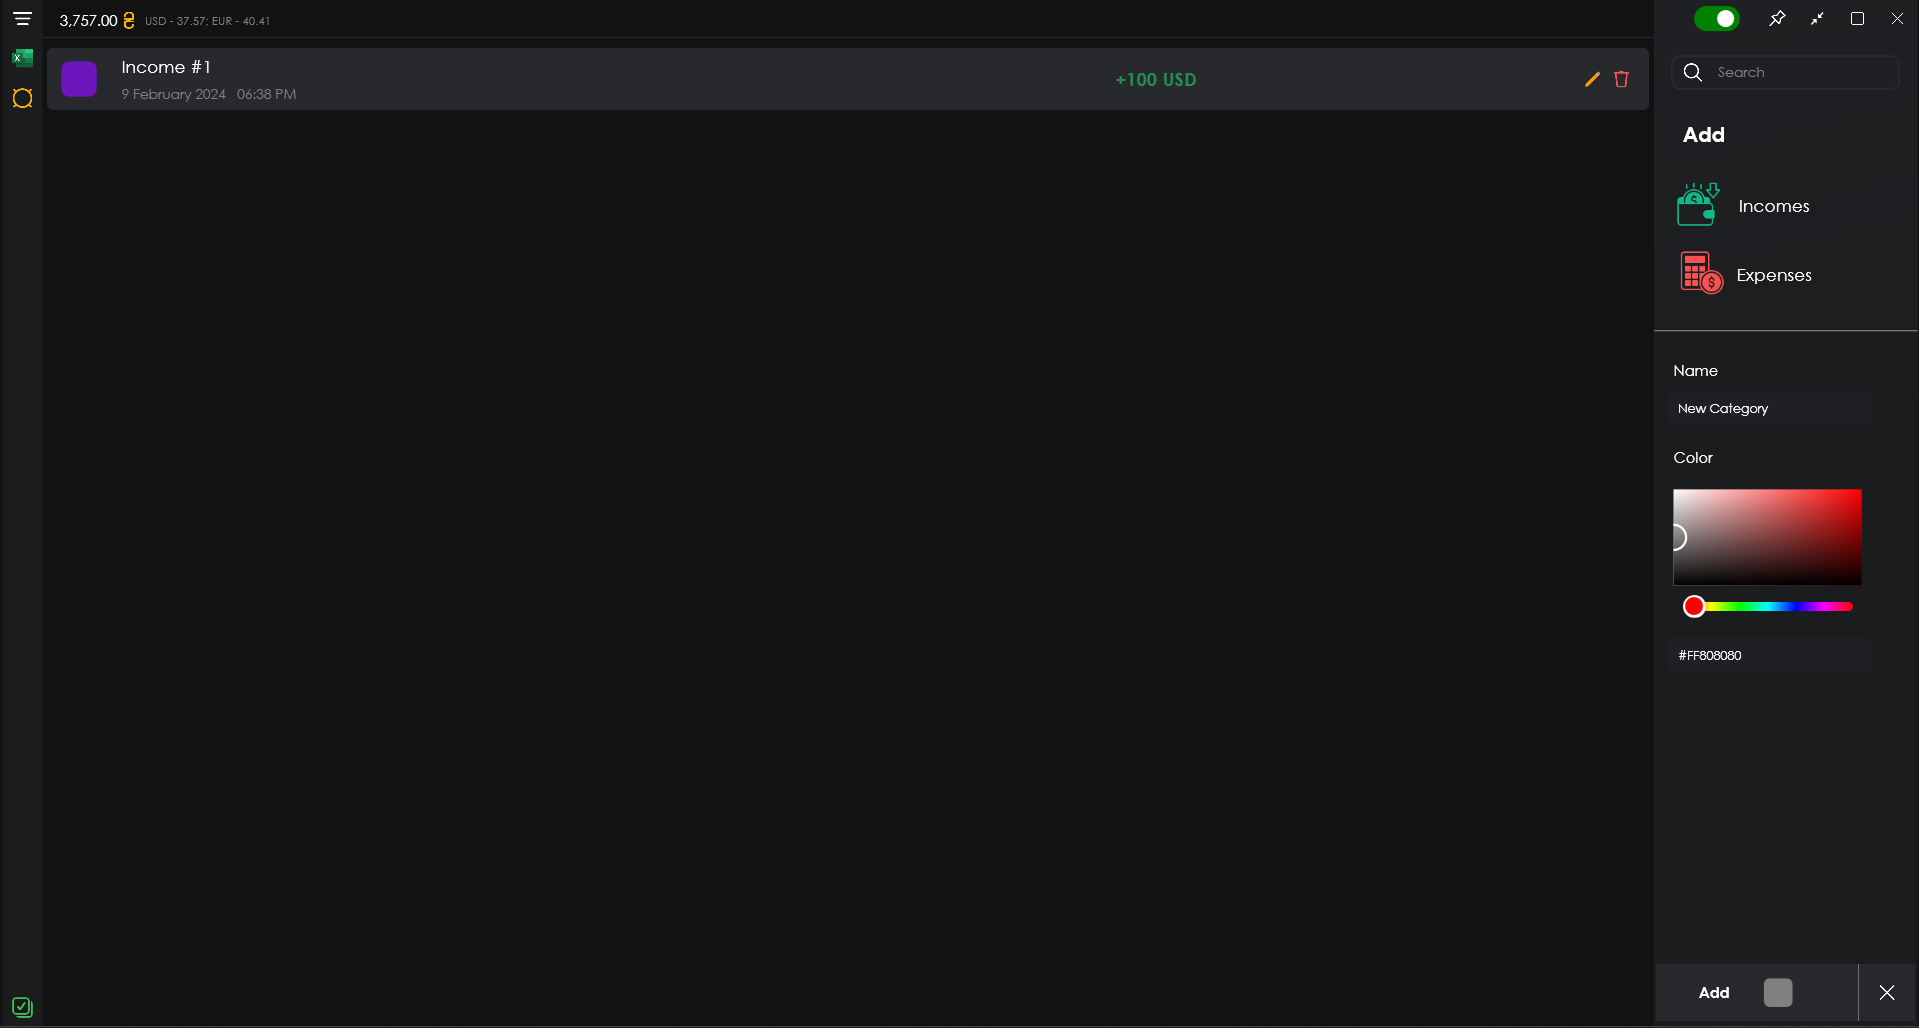 3,757.00 ₴ USD - 37.57; EUR - 40.41
Income #1
9 February 2024 06:38 PM
+100 USD
Search
Add
Incomes
Expenses
Name
New Category
Color
#FF808080
Add